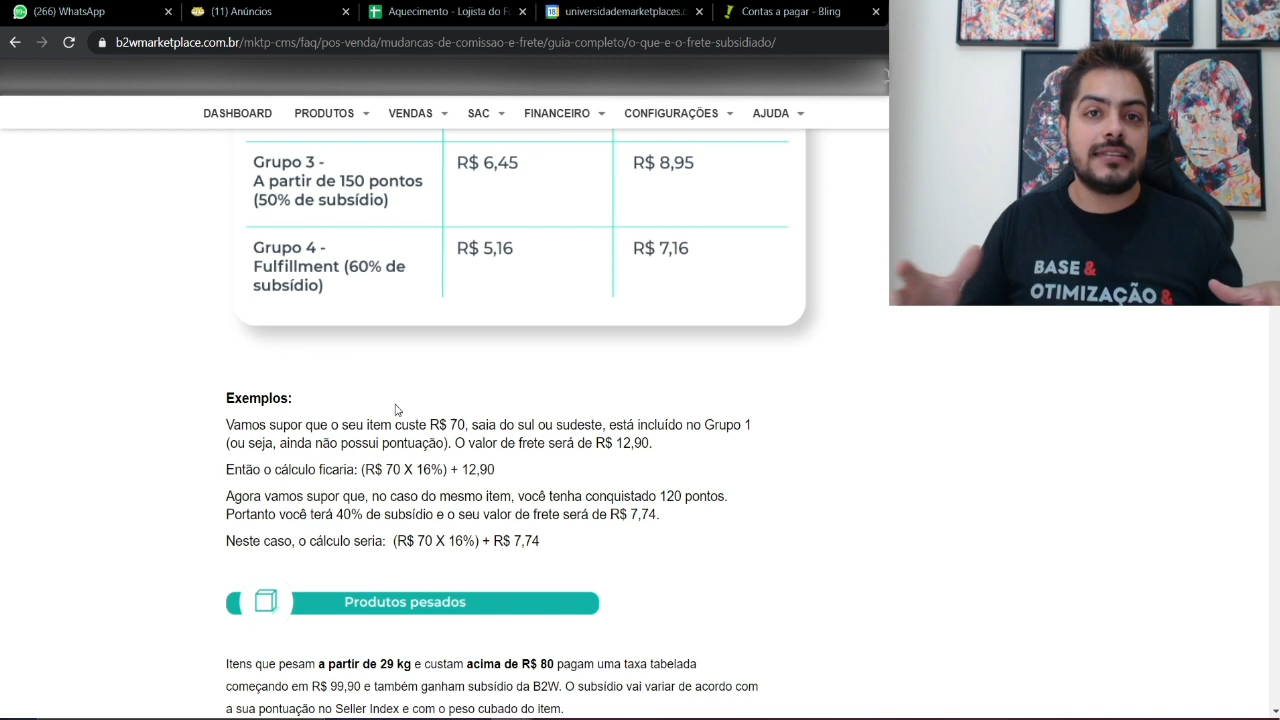 (266) WhatsApp
(11) Anúncios
Aquecimento - Lojista do F
universidademarketplaces.c
Contas a pagar - Bling
b2wmarketplace.com.br/mktp-cms/faq/pos-venda/mudancas-de-comissao-e-frete/guia-completo/o-que-e-o-frete-subsidiado/
DASHBOARD PRODUTOS VENDAS SAC FINANCEIRO CONFIGURAÇÕES AJUDA
Grupo 3 - R$ 6,45 R$ 8,95
A partir de 150 pontos
(50% de subsídio)
Grupo 4 - R$ 5,16 R$ 7,16
Fulfillment (60% de
subsídio)
BASE&
OTIMIZAÇÃO&
Exemplos:
Vamos supor que o seu item custe R$ 70, saia do sul ou sudeste, está incluído no Grupo 1
(ou seja, ainda não possui pontuação). O valor de frete será de R$ 12,90.
Então o cálculo ficaria: (R$ 70 X 16%) + 12,90
Agora vamos supor que, no caso do mesmo item, você tenha conquistado 120 pontos.
Portanto você terá 40% de subsídio e o seu valor de frete será de R$ 7,74.
Neste caso, o cálculo seria: (R$ 70 X 16%) + R$ 7,74
Produtos pesados
Itens que pesam a partir de 29 kg e custam acima de R$ 80 pagam uma taxa tabelada
começando em R$ 99,90 e também ganham subsídio da B2W. O subsídio vai variar de acordo com
a sua pontuação no Seller Index e com o peso cubado do item.